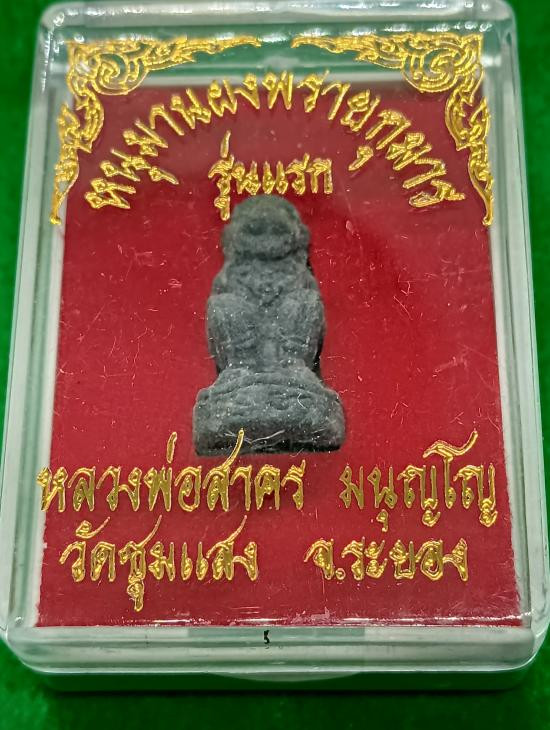 หนุมานผงพรายกุมาร
รุ่นแรก
หลวงพ่อสาคร มนุญฺโญ
วัดชุมแสง จ.ระยอง